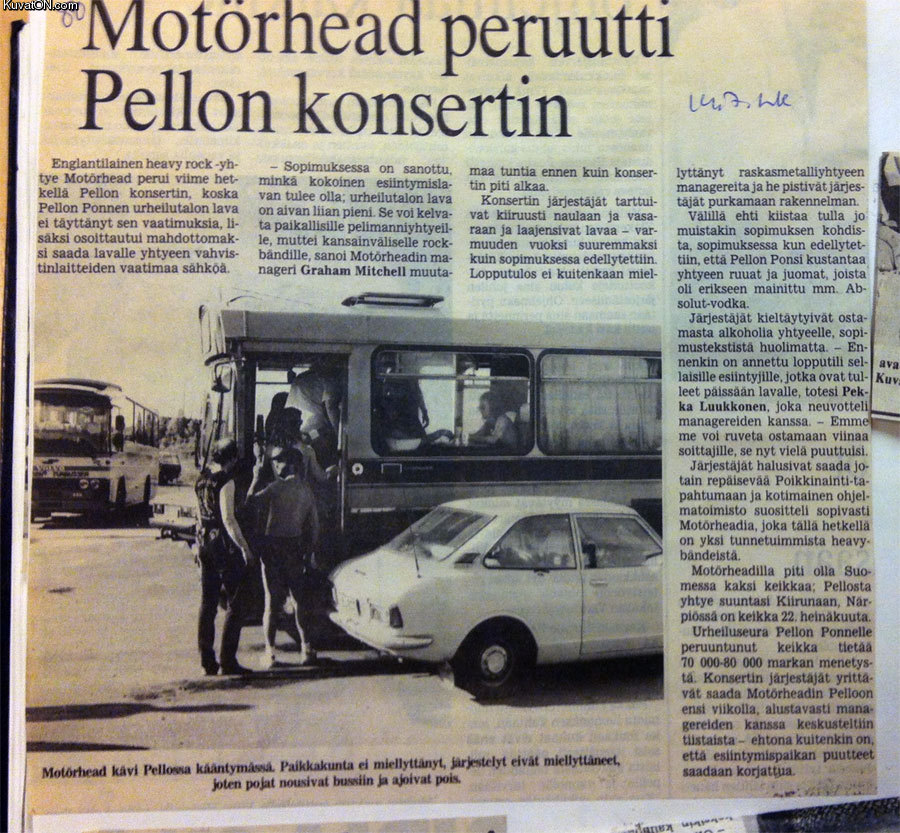 KuvatON.com
Motörhead peruutti
Pellon konsertin
Englantilainen heavy rock -yh-
tye Motörhead perui viime het-
kellä Pellon konsertin, koska
Pellon Ponnen urheilutalon lava
ei täyttänyt sen vaatimuksia, li-
säksi osoittautui mahdottomak-
si saada lavalle yhtyeen vahvis-
tinlaitteiden vaatimaa sähköä.
– Sopimuksessa on sanottu,
minkä kokoinen esiintymisla-
van tulee olla; urheilutalon lava
on aivan liian pieni. Se voi kelva-
ta paikallisille pelimanniyhtyeil-
le, muttei kansainväliselle rock-
bändille, sanoi Motörheadin ma-
nageri Graham Mitchell muuta-
maa tuntia ennen kuin konser-
tin piti alkaa.
Konsertin järjestäjät tarttui-
vat kiiruusti naulaan ja vasa-
raan ja laajensivat lavaa – var-
muuden vuoksi suuremmaksi
kuin sopimuksessa edellytettiin.
Lopputulos ei kuitenkaan miel-
lyttänyt raskasmetalliyhtyeen
managereita ja he pistivät järjes-
täjät purkamaan rakennelman.
Välillä ehti kiistaa tulla jo
muistakin sopimuksen kohdis-
ta, sopimuksessa kun edellytet-
tiin, että Pellon Ponsi kustantaa
yhtyeen ruuat ja juomat, joista
oli erikseen mainittu mm. Ab-
solut-vodka.
Järjestäjät kieltäytyivät osta-
masta alkoholia yhtyeelle, sopi-
mustekstistä huolimatta. – En-
nenkin on annettu lopputili sel-
laisille esiintyjille, jotka ovat tul-
leet päissään lavalle, totesi Pek-
ka Luukkonen, joka neuvotteli
managereiden kanssa. – Emme
me voi ruveta ostamaan viinaa
soittajille, se nyt vielä puuttuisi.
Järjestäjät halusivat saada jo-
tain repäisevää Poikkinainti-ta-
pahtumaan ja kotimainen ohjel-
matoimisto suositteli sopivasti
Motörheadia, joka tällä hetkellä
on yksi tunnetuimmista heavy-
bändeistä.
Motörheadilla piti olla Suo-
messa kaksi keikkaa; Pellosta
yhtye suuntasi Kiirunaan, När-
piössä on keikka 22. heinäkuuta.
Urheiluseura Pellon Ponnelle
peruuntunut keikka tietää
70 000-80 000 markan menetys-
tä. Konsertin järjestäjät yrittä-
vät saada Motörheadin Pelloon
ensi viikolla, alustavasti mana-
gereiden kanssa keskusteltiin
tiistaista – ehtona kuitenkin on,
että esiintymispaikan puutteet
saadaan korjattua.
Motörhead kävi Pellossa kääntymässä. Paikkakunta ei miellyttänyt, järjestelyt eivät miellyttäneet,
joten pojat nousivat bussiin ja ajoivat pois.
ava
Kuva